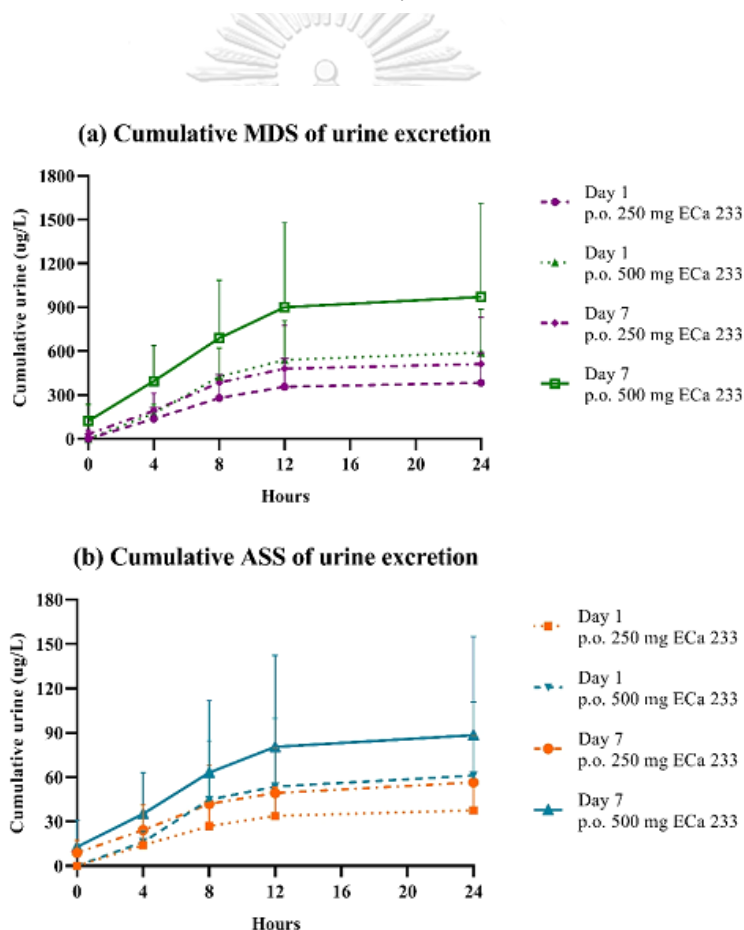 (a) Cumulative MDS of urine excretion
1800
1500
1200
900
600
300
0
Cumulative urine (ug/L)
0 4 8 12 16 20 24
Hours
Day 1
p.o. 250 mg ECa 233
Day 1
p.o. 500 mg ECa 233
Day 7
p.o. 250 mg ECa 233
Day 7
p.o. 500 mg ECa 233
(b) Cumulative ASS of urine excretion
180
150
120
90
60
30
0
Cumulative urine (ug/L)
0 4 8 12 16 20 24
Hours
Day 1
p.o. 250 mg ECa 233
Day 1
p.o. 500 mg ECa 233
Day 7
p.o. 250 mg ECa 233
Day 7
p.o. 500 mg ECa 233